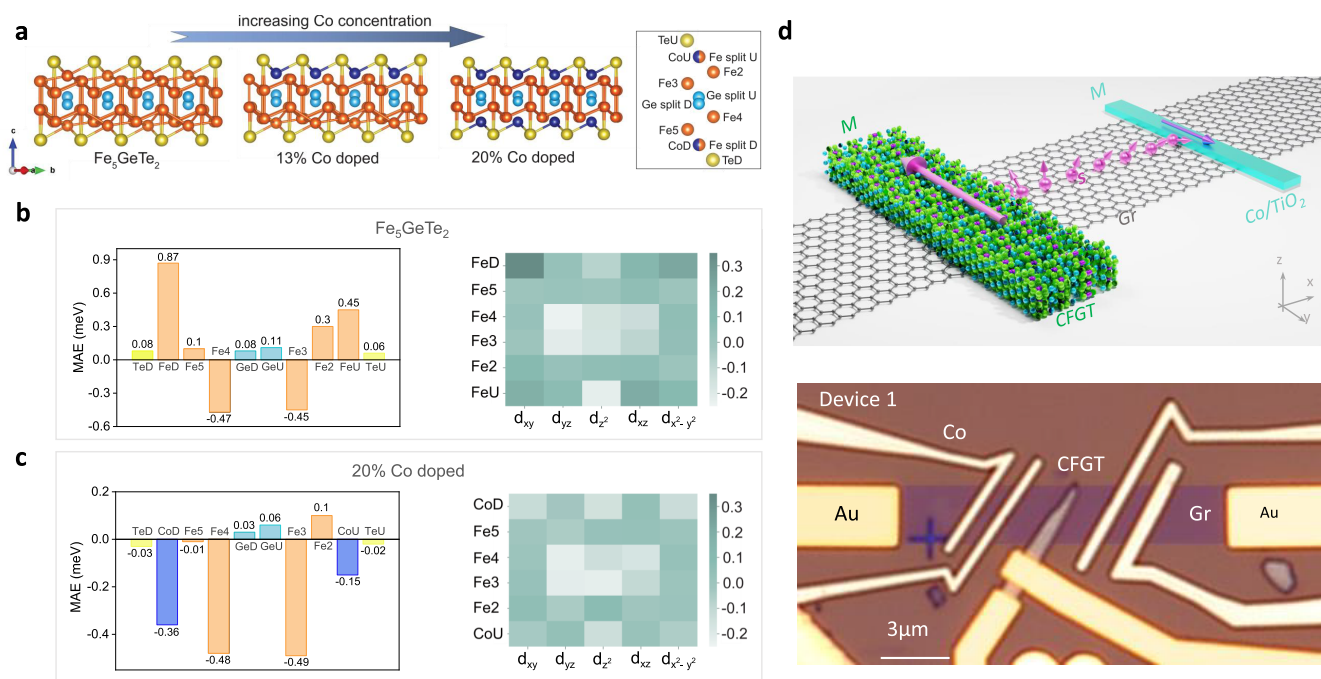 a
increasing Co concentration
Fe₅GeTe₂
13% Co doped
20% Co doped
c
a
b
TeU
CoU Fe split U
Fe2
Fe3
Ge split U
Ge split D
Fe4
Fe5
CoD Fe split D
TeD
b
Fe₅GeTe₂
MAE (meV)
0.9
0.6
0.3
0.0
-0.3
-0.6
0.08 0.87 0.1 Fe4 0.08 0.11 Fe3 0.3 0.45 0.06
TeD FeD Fe5 -0.47 GeD GeU -0.45 Fe2 FeU TeU
FeD
Fe5
Fe4
Fe3
Fe2
FeU
dxy dyz dz² dxz dx²- y²
0.3
0.2
0.1
0.0
-0.1
-0.2
c
20% Co doped
MAE (meV)
0.2
0.0
-0.2
-0.4
TeD CoD Fe5 Fe4 0.03 0.06 Fe3 0.1 CoU TeU
-0.03 -0.36 -0.01 -0.48 GeD GeU -0.49 Fe2 -0.15 -0.02
CoD
Fe5
Fe4
Fe3
Fe2
CoU
dxy dyz dz² dxz dx²- y²
0.3
0.2
0.1
0.0
-0.1
-0.2
d
M
M
s
Gr
Co/TiO₂
CFGT
z
x
y
Device 1
Co
CFGT
Au
Gr
Au
3μm